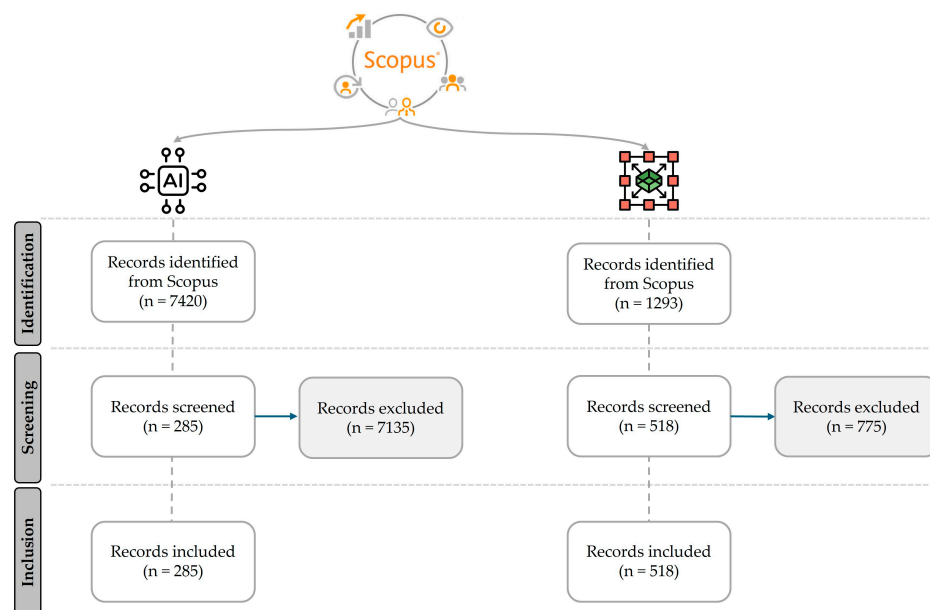 Scopus®
AI
Identification
Records identified
from Scopus
(n = 7420)
Records identified
from Scopus
(n = 1293)
Screening
Records screened
(n = 285)
Records excluded
(n = 7135)
Records screened
(n = 518)
Records excluded
(n = 775)
Inclusion
Records included
(n = 285)
Records included
(n = 518)